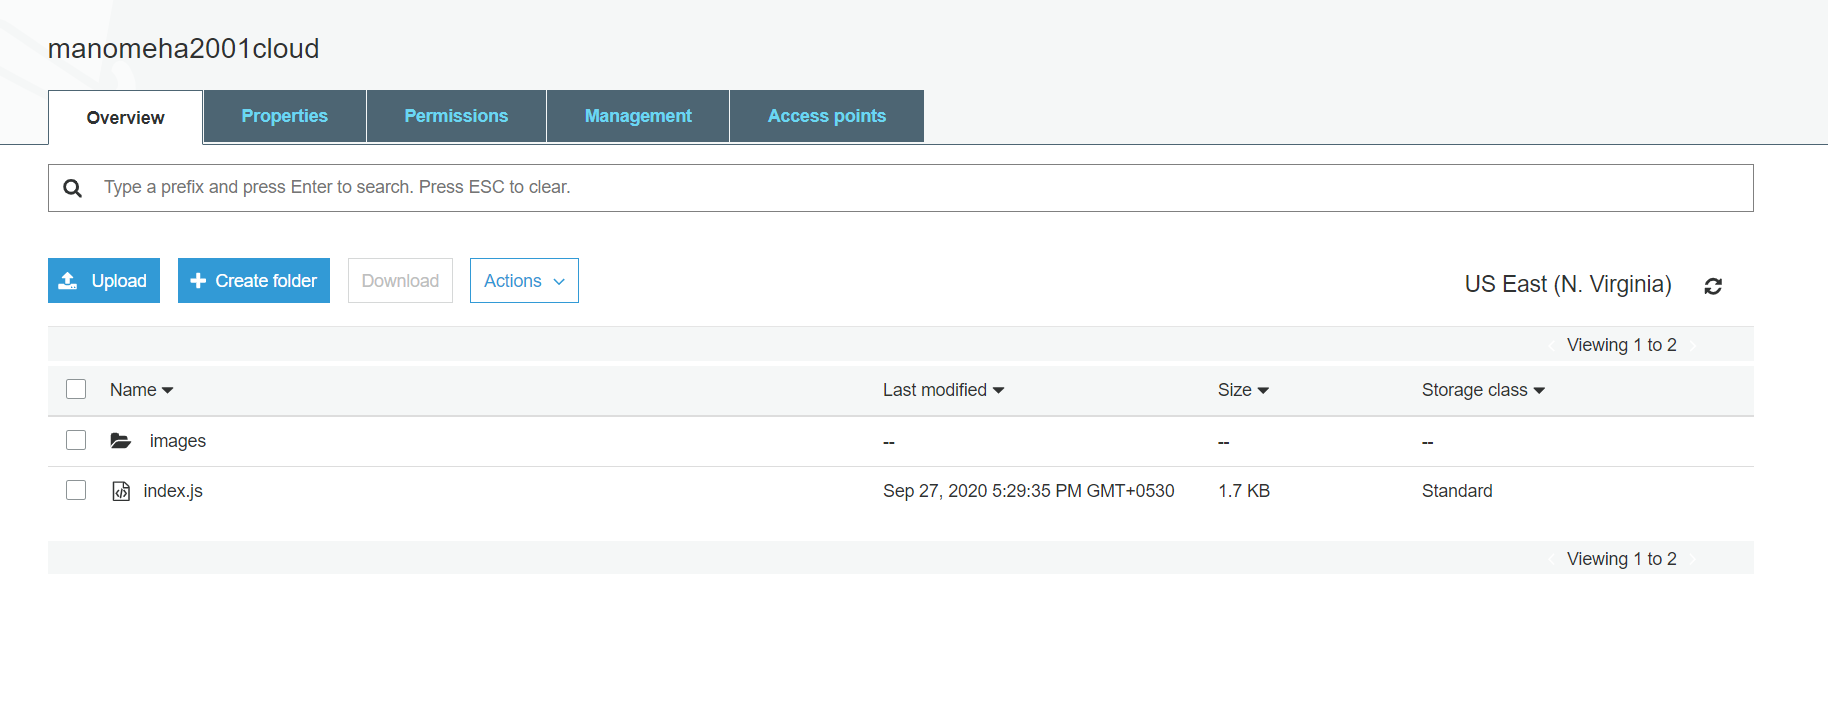 manomeha2001cloud
Overview Properties Permissions Management Access points
Type a prefix and press Enter to search. Press ESC to clear.
Upload Create folder Download Actions US East (N. Virginia)
Viewing 1 to 2
Name Last modified Size Storage class
images -- -- --
index.js Sep 27, 2020 5:29:35 PM GMT+0530 1.7 KB Standard
Viewing 1 to 2